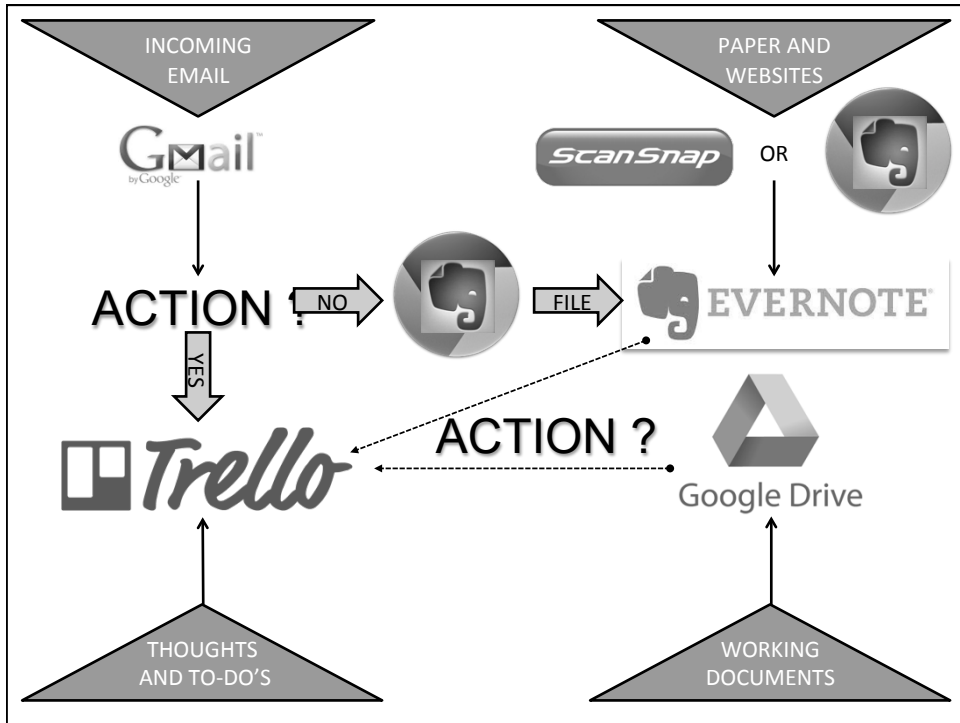 INCOMING
EMAIL
PAPER AND
WEBSITES
Gmail™
by Google
ScanSnap
OR
ACTION ?
NO
FILE
EVERNOTE®
YES
ACTION ?
Trello
Google Drive
THOUGHTS
AND TO-DO'S
WORKING
DOCUMENTS